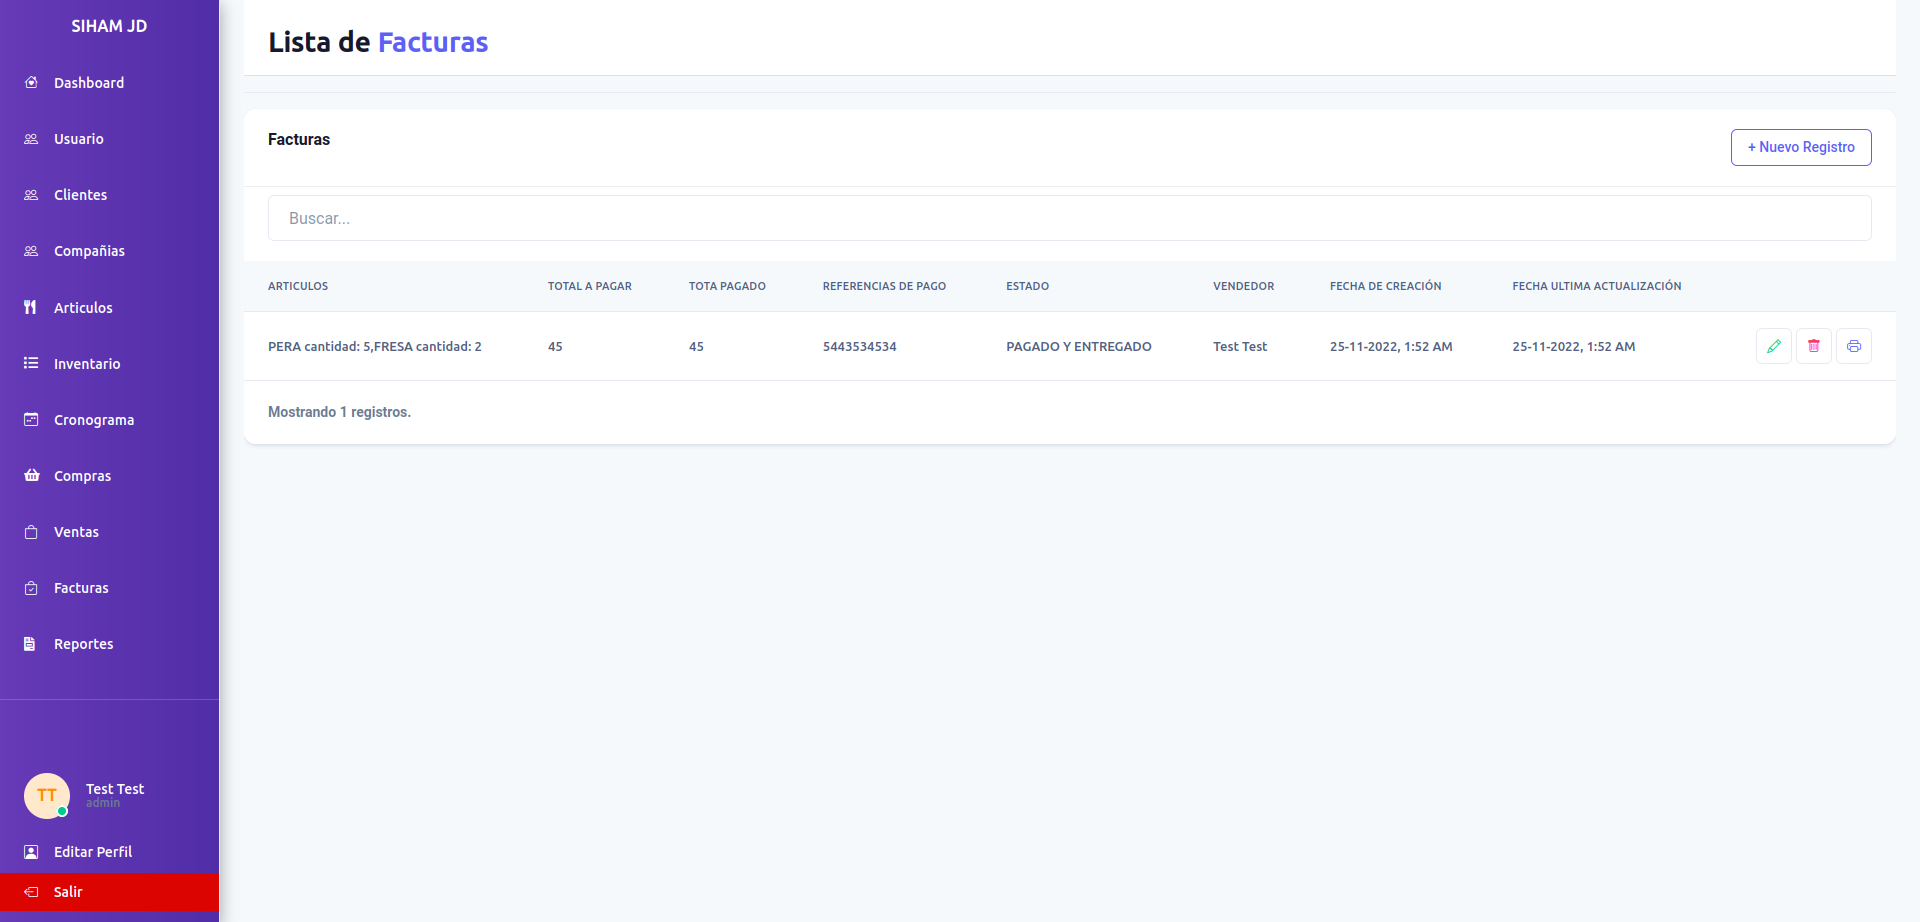 SIHAM JD
Dashboard
Usuario
Clientes
Compañias
Articulos
Inventario
Cronograma
Compras
Ventas
Facturas
Reportes
TT
Test Test
admin
Editar Perfil
Salir
Lista de Facturas
Facturas
+ Nuevo Registro
Buscar...
ARTICULOS TOTAL A PAGAR TOTA PAGADO REFERENCIAS DE PAGO ESTADO VENDEDOR FECHA DE CREACIÓN FECHA ULTIMA ACTUALIZACIÓN
PERA cantidad: 5,FRESA cantidad: 2 45 45 5443534534 PAGADO Y ENTREGADO Test Test 25-11-2022, 1:52 AM 25-11-2022, 1:52 AM
Mostrando 1 registros.